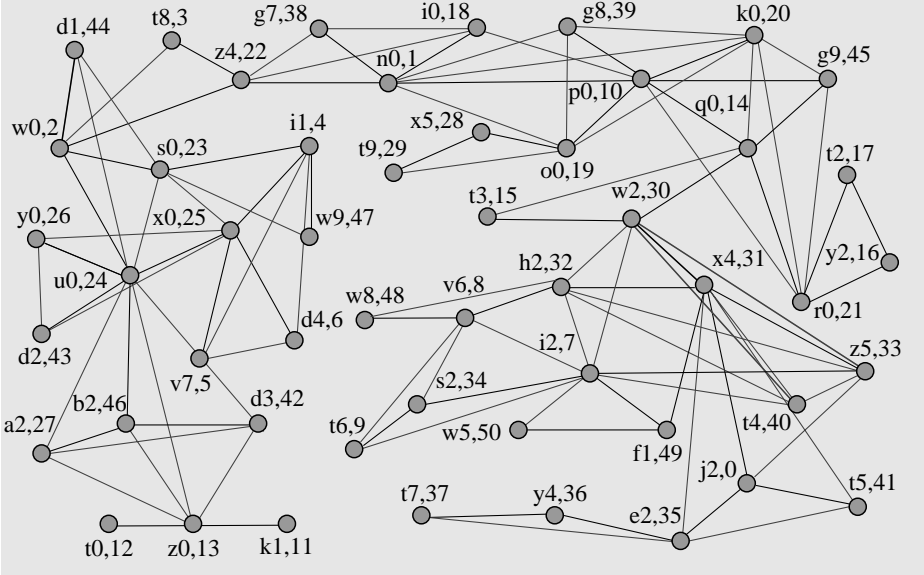 d1,44
t8,3
g7,38
i0,18
g8,39
k0,20
z4,22
n0,1
g9,45
p0,10
q0,14
w0,2
i1,4
x5,28
s0,23
t9,29
o0,19
t2,17
t3,15
w2,30
y0,26
x0,25
w9,47
x4,31
y2,16
u0,24
h2,32
v6,8
w8,48
r0,21
d4,6
d2,43
v7,5
i2,7
z5,33
s2,34
b2,46
d3,42
a2,27
t6,9
w5,50
t4,40
f1,49
j2,0
t5,41
t7,37
y4,36
e2,35
t0,12
z0,13
k1,11